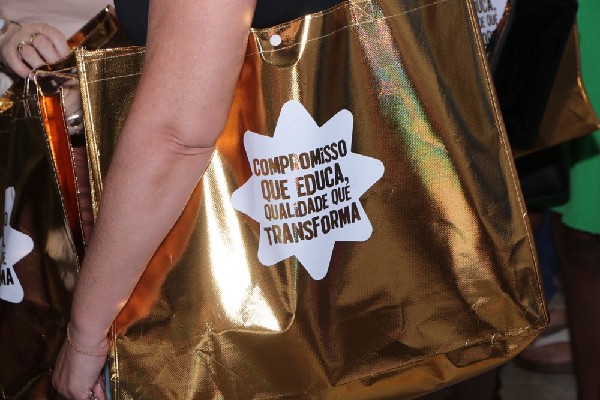 COMPROMISSO
QUE EDUCA,
QUALIDADE QUE
TRANSFORMA